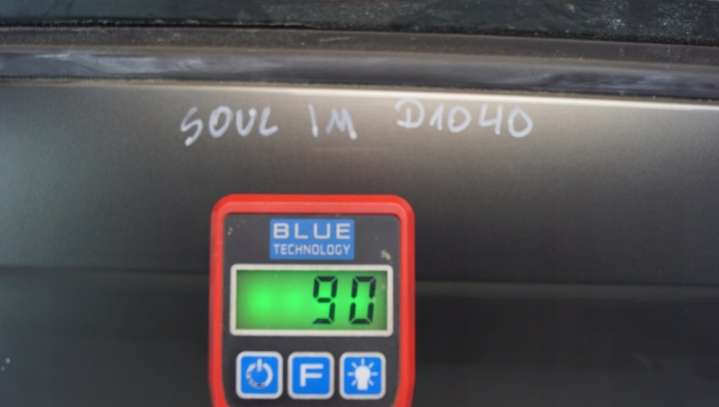 SOUL 1M D1040
BLUE
TECHNOLOGY
90
F